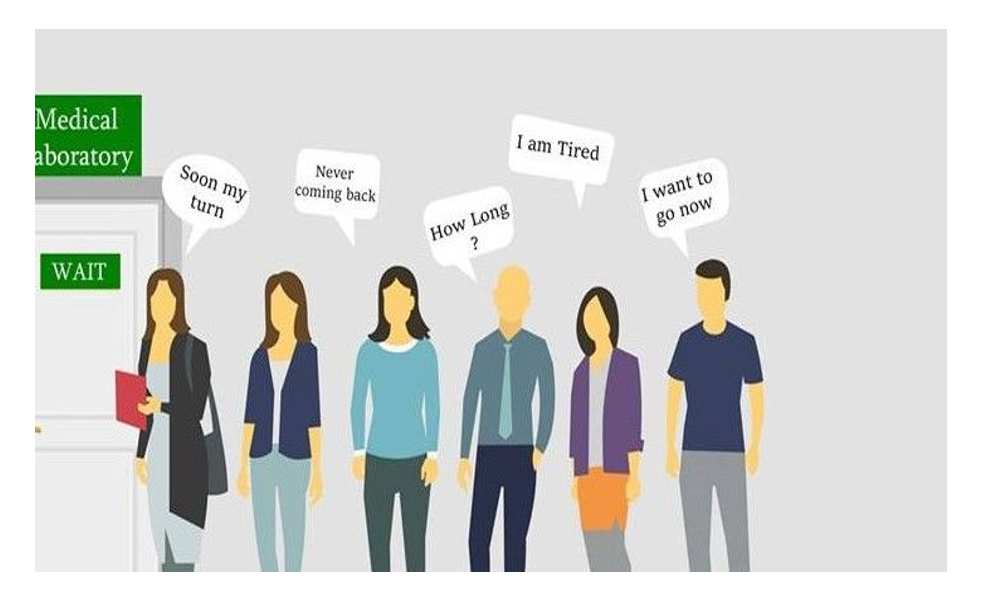 Medical
aboratory
WAIT
Soon my
turn
Never
coming back
How Long
?
I am Tired
I want to
go now